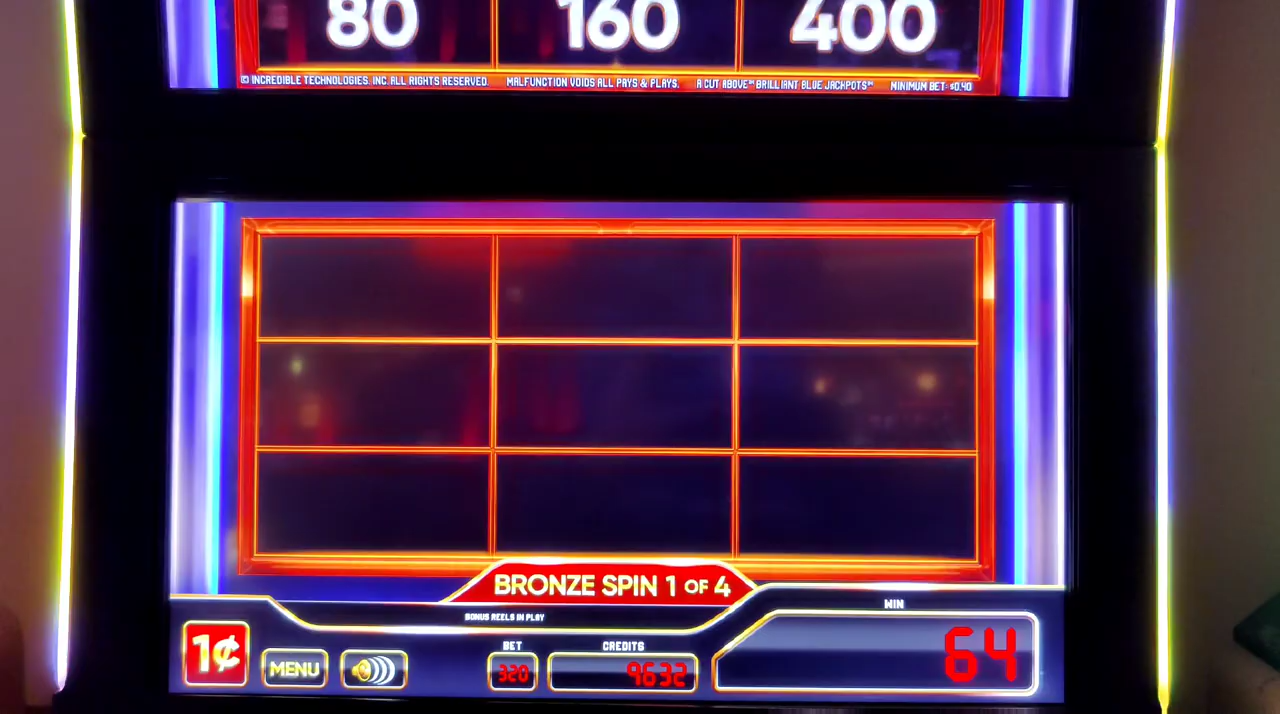 80 160 400
© INCREDIBLE TECHNOLOGIES, INC. ALL RIGHTS RESERVED. MALFUNCTION VOIDS ALL PAYS & PLAYS. A CUT ABOVE™ BRILLIANT BLUE JACKPOTS™ MINIMUM BET: $0.40
BRONZE SPIN 1 OF 4
BONUS REELS IN PLAY
WIN
BET CREDITS
1¢ MENU 320 9632 64